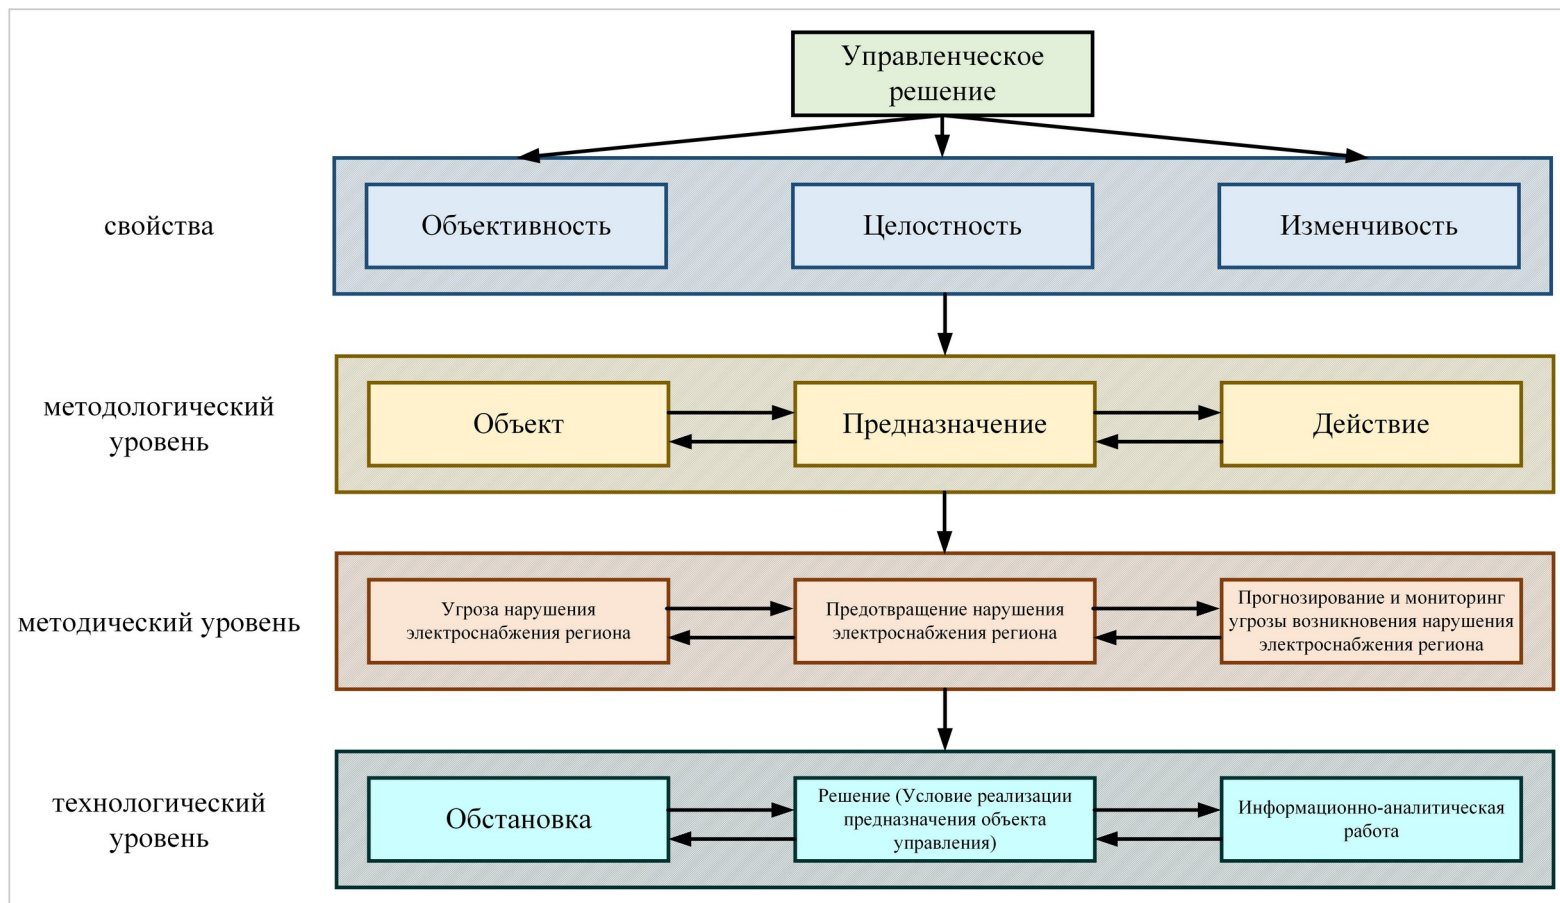 Управленческое
решение
свойства
Объективность
Целостность
Изменчивость
методологический
уровень
Объект
Предназначение
Действие
методический уровень
Угроза нарушения
электроснабжения региона
Предотвращение нарушения
электроснабжения региона
Прогнозирование и мониторинг
угрозы возникновения нарушения
электроснабжения региона
технологический
уровень
Обстановка
Решение (Условие реализации
предназначения объекта
управления)
Информационно-аналитическая
работа